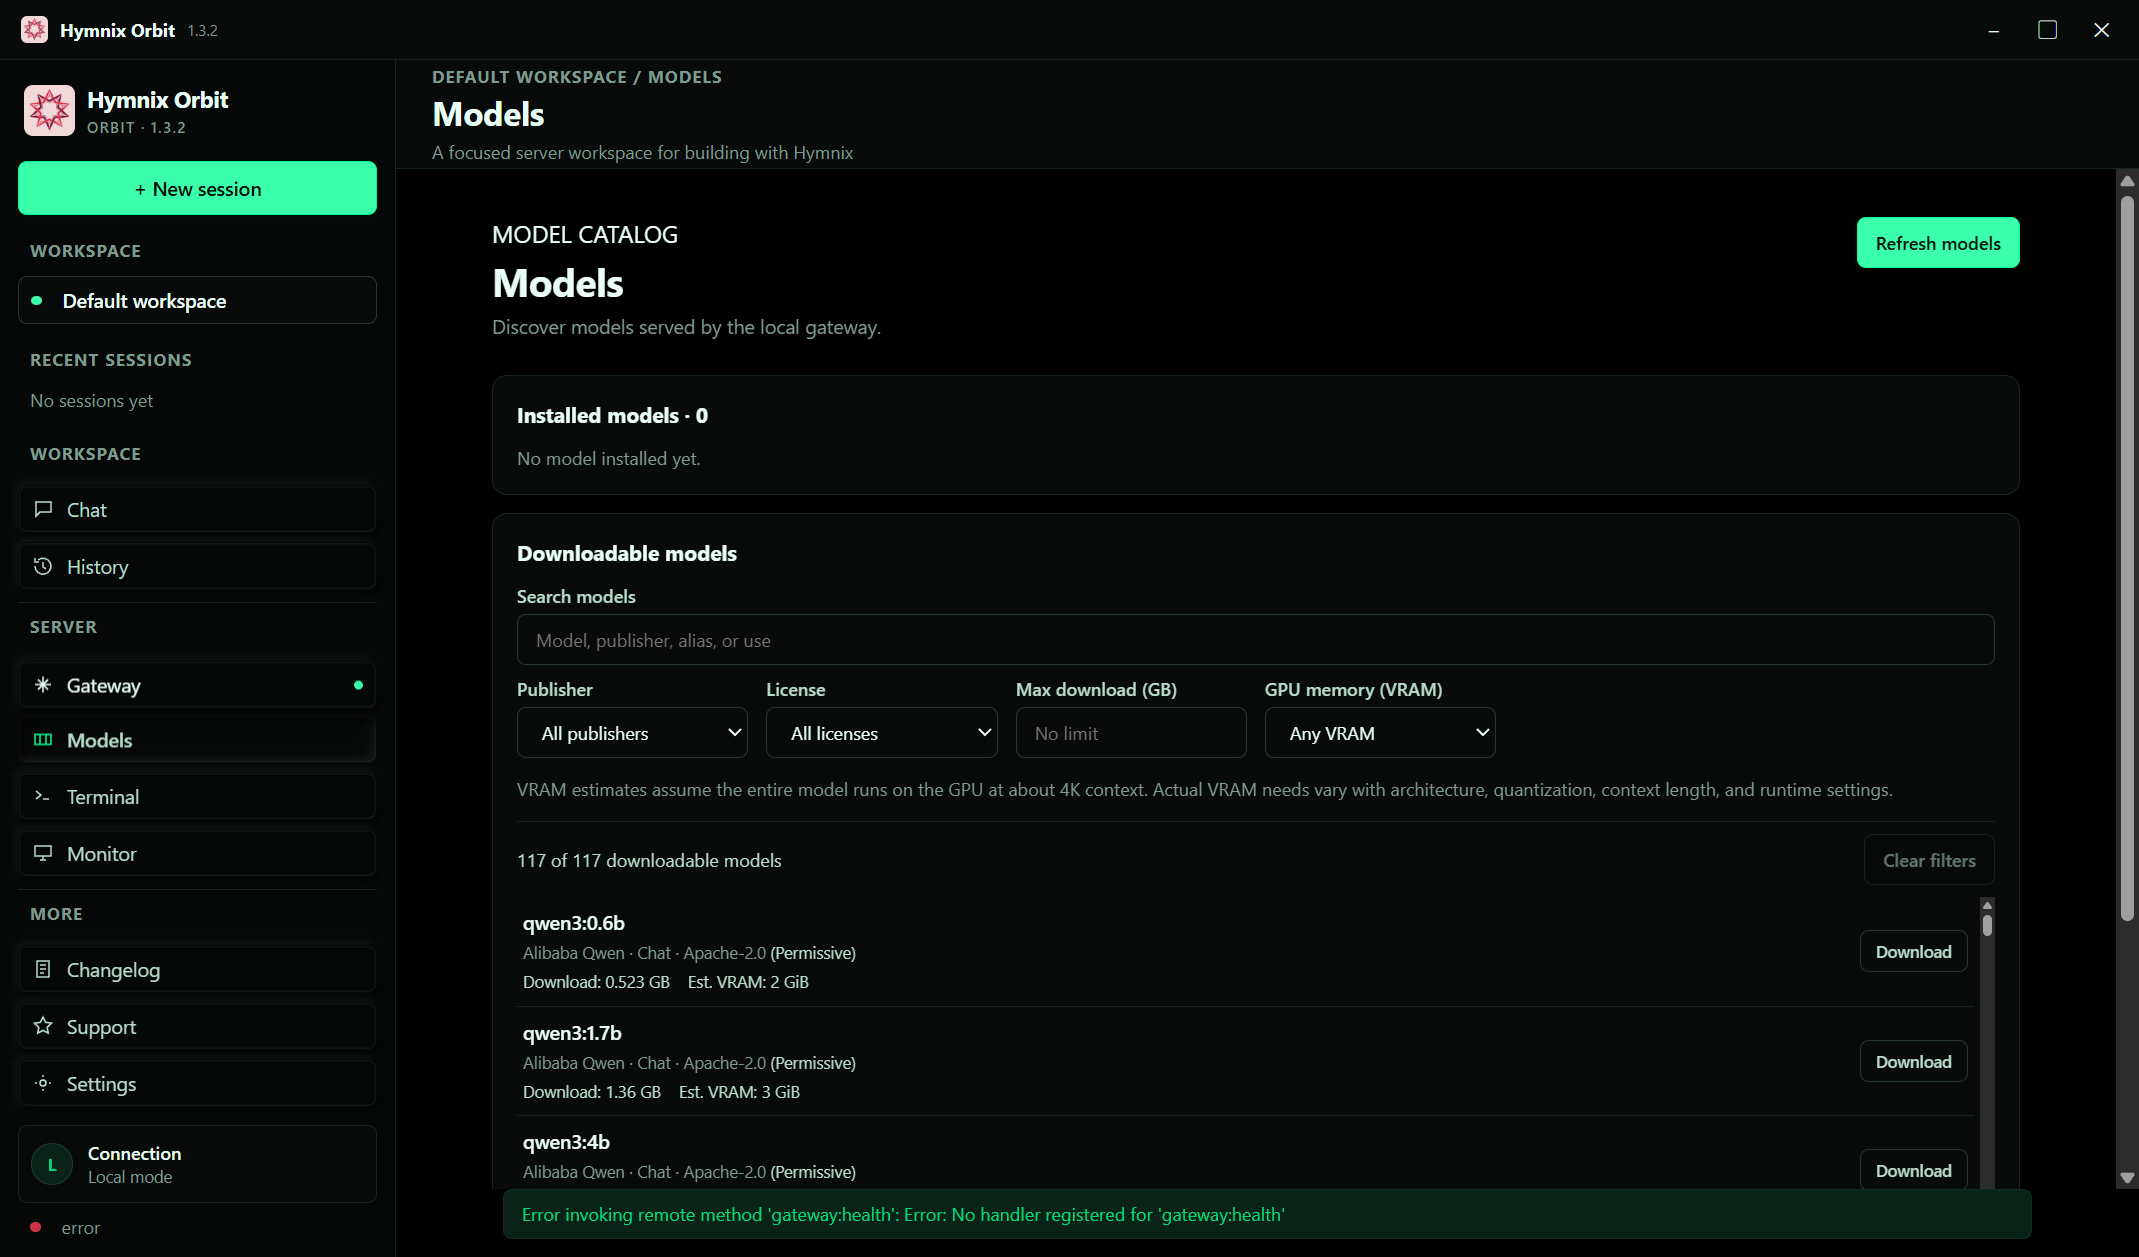 Hymnix Orbit 1.3.2
Hymnix Orbit
ORBIT · 1.3.2
+ New session
WORKSPACE
Default workspace
RECENT SESSIONS
No sessions yet
WORKSPACE
Chat
History
SERVER
Gateway
Models
Terminal
Monitor
MORE
Changelog
Support
Settings
L
Connection
Local mode
error
DEFAULT WORKSPACE / MODELS
Models
A focused server workspace for building with Hymnix
MODEL CATALOG
Models
Discover models served by the local gateway.
Refresh models
Installed models · 0
No model installed yet.
Downloadable models
Search models
Model, publisher, alias, or use
Publisher License Max download (GB) GPU memory (VRAM)
All publishers All licenses No limit Any VRAM
VRAM estimates assume the entire model runs on the GPU at about 4K context. Actual VRAM needs vary with architecture, quantization, context length, and runtime settings.
117 of 117 downloadable models
Clear filters
qwen3:0.6b
Alibaba Qwen · Chat · Apache-2.0 (Permissive)
Download: 0.523 GB Est. VRAM: 2 GiB
Download
qwen3:1.7b
Alibaba Qwen · Chat · Apache-2.0 (Permissive)
Download: 1.36 GB Est. VRAM: 3 GiB
Download
qwen3:4b
Alibaba Qwen · Chat · Apache-2.0 (Permissive)
Download
Error invoking remote method 'gateway:health': Error: No handler registered for 'gateway:health'